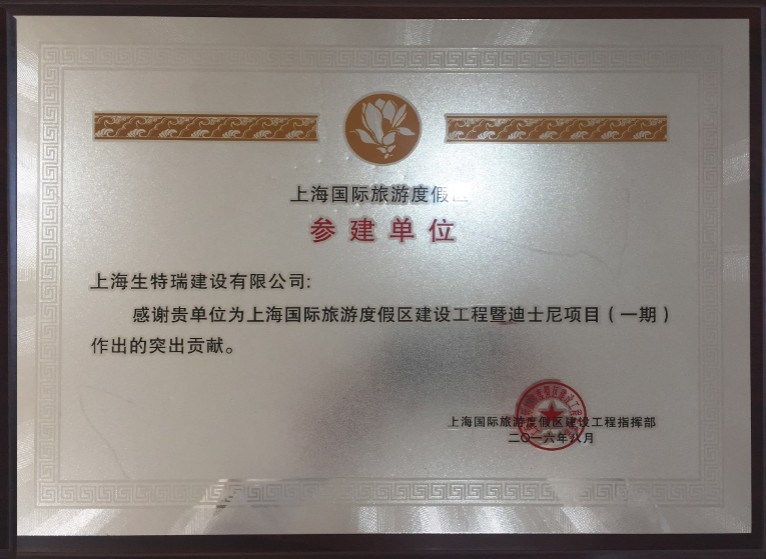 上海国际旅游度假区
参建单位
上海生特瑞建设有限公司:
感谢贵单位为上海国际旅游度假区建设工程暨迪士尼项目(一期)
作出的突出贡献。
上海国际旅游度假区建设工程指挥部
二〇一六年八月